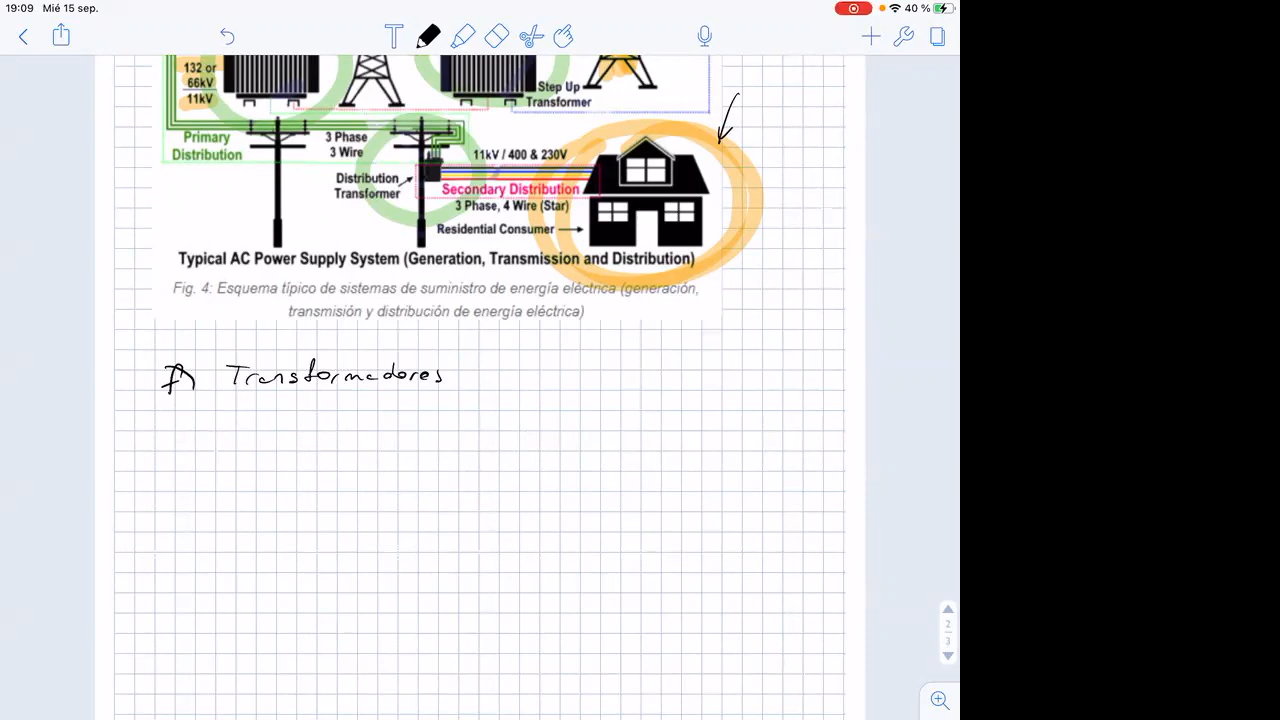 19:09 Mié 15 sep.
40 %
132 or
66kV
11kV
Step Up
Transformer
Primary
Distribution
3 Phase
3 Wire
11kV / 400 & 230V
Distribution
Transformer
Secondary Distribution
3 Phase, 4 Wire (Star)
Residential Consumer
Typical AC Power Supply System (Generation, Transmission and Distribution)
Fig. 4: Esquema típico de sistemas de suministro de energía eléctrica (generación,
transmisión y distribución de energía eléctrica)
Transformadores
2
3